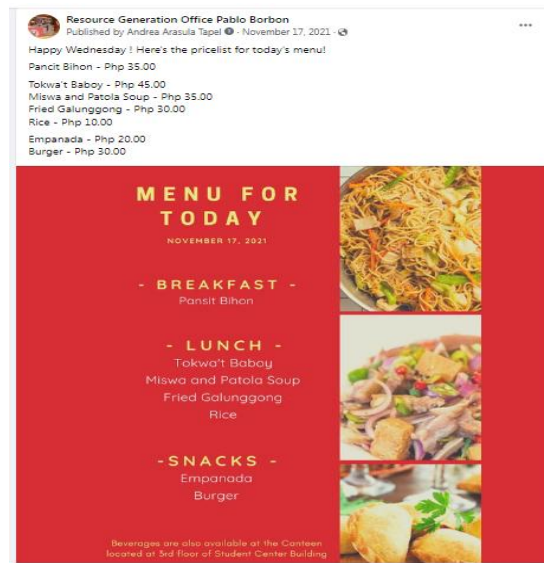 Resource Generation Office Pablo Borbon
Published by Andrea Arasula Tapel · November 17, 2021 ·
Happy Wednesday ! Here's the pricelist for today's menu!
Pancit Bihon - Php 35.00
Tokwa't Baboy - Php 45.00
Miswa and Patola Soup - Php 35.00
Fried Galunggong - Php 30.00
Rice - Php 10.00
Empanada - Php 20.00
Burger - Php 30.00
MENU FOR
TODAY
NOVEMBER 17, 2021
- BREAKFAST -
Pansit Bihon
- LUNCH -
Tokwa't Baboy
Miswa and Patola Soup
Fried Galunggong
Rice
-SNACKS -
Empanada
Burger
Beverages are also available at the Canteen
located at 3rd floor of Student Center Building